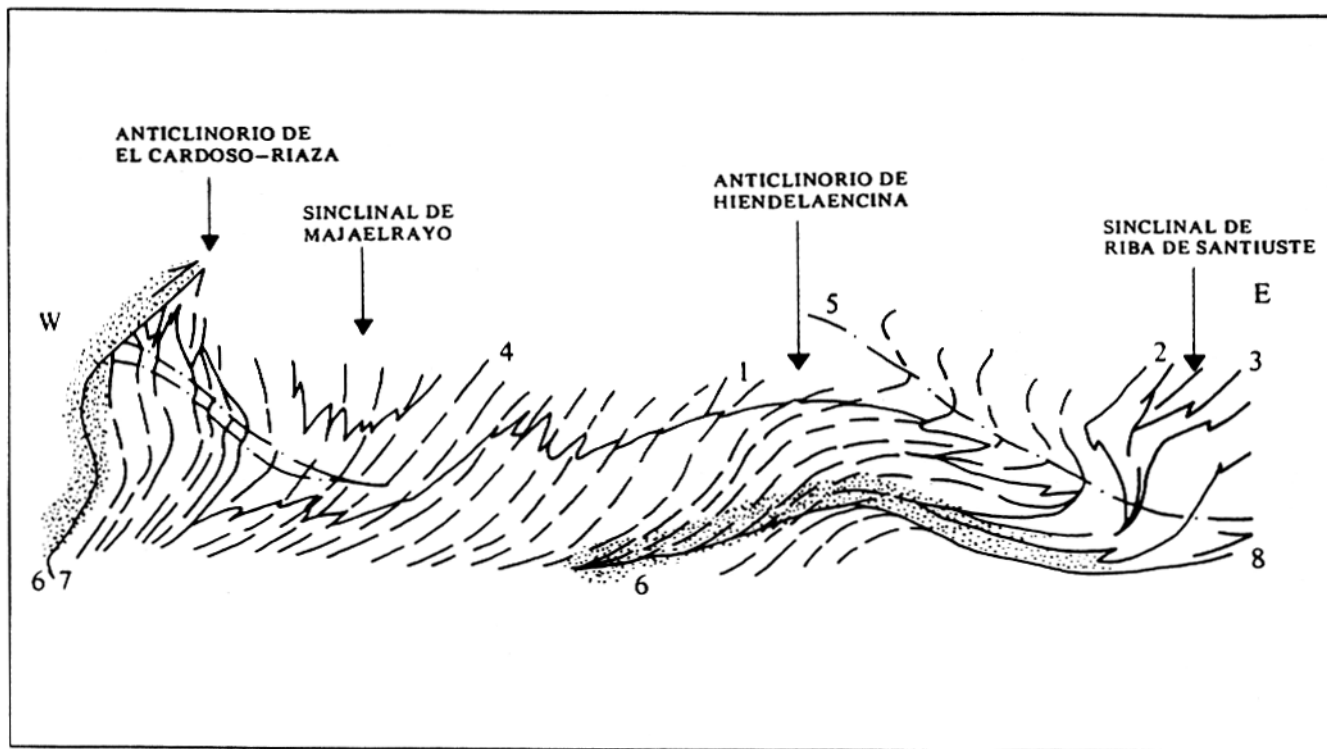 ANTICLINORIO DE
EL CARDOSO–RIAZA
SINCLINAL DE
MAJAELRAYO
ANTICLINORIO DE
HIENDELAENCINA
SINCLINAL DE
RIBA DE SANTIUSTE
W
E
5
4
1
2
3
6 7
6
8